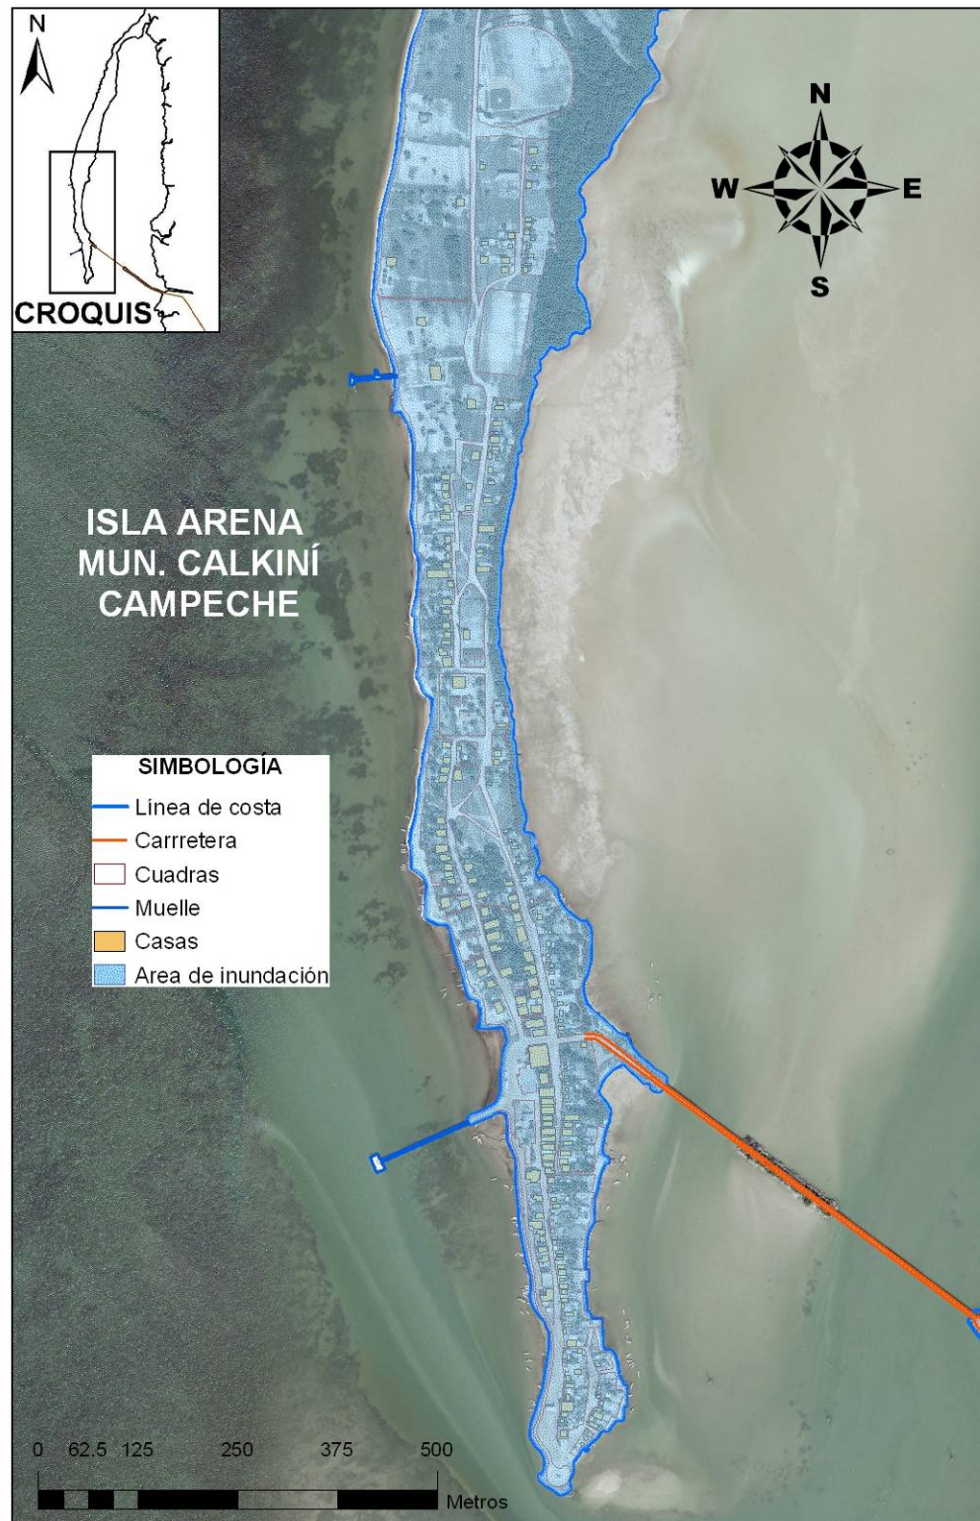 N
CROQUIS
N
W
E
S
ISLA ARENA
MUN. CALKINÍ
CAMPECHE
SIMBOLOGÍA
Línea de costa
Carrretera
Cuadras
Muelle
Casas
Area de inundación
0 62.5 125 250 375 500
Metros